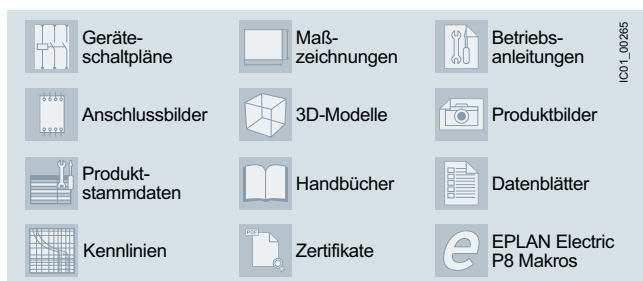 Geräte-
schaltpläne
Maß-
zeichnungen
Betriebs-
anleitungen
IC01_00265
Anschlussbilder
3D-Modelle
Produktbilder
Produkt-
stammdaten
Handbücher
Datenblätter
Kennlinien
PDF
Zertifikate
e
EPLAN Electric
P8 Makros